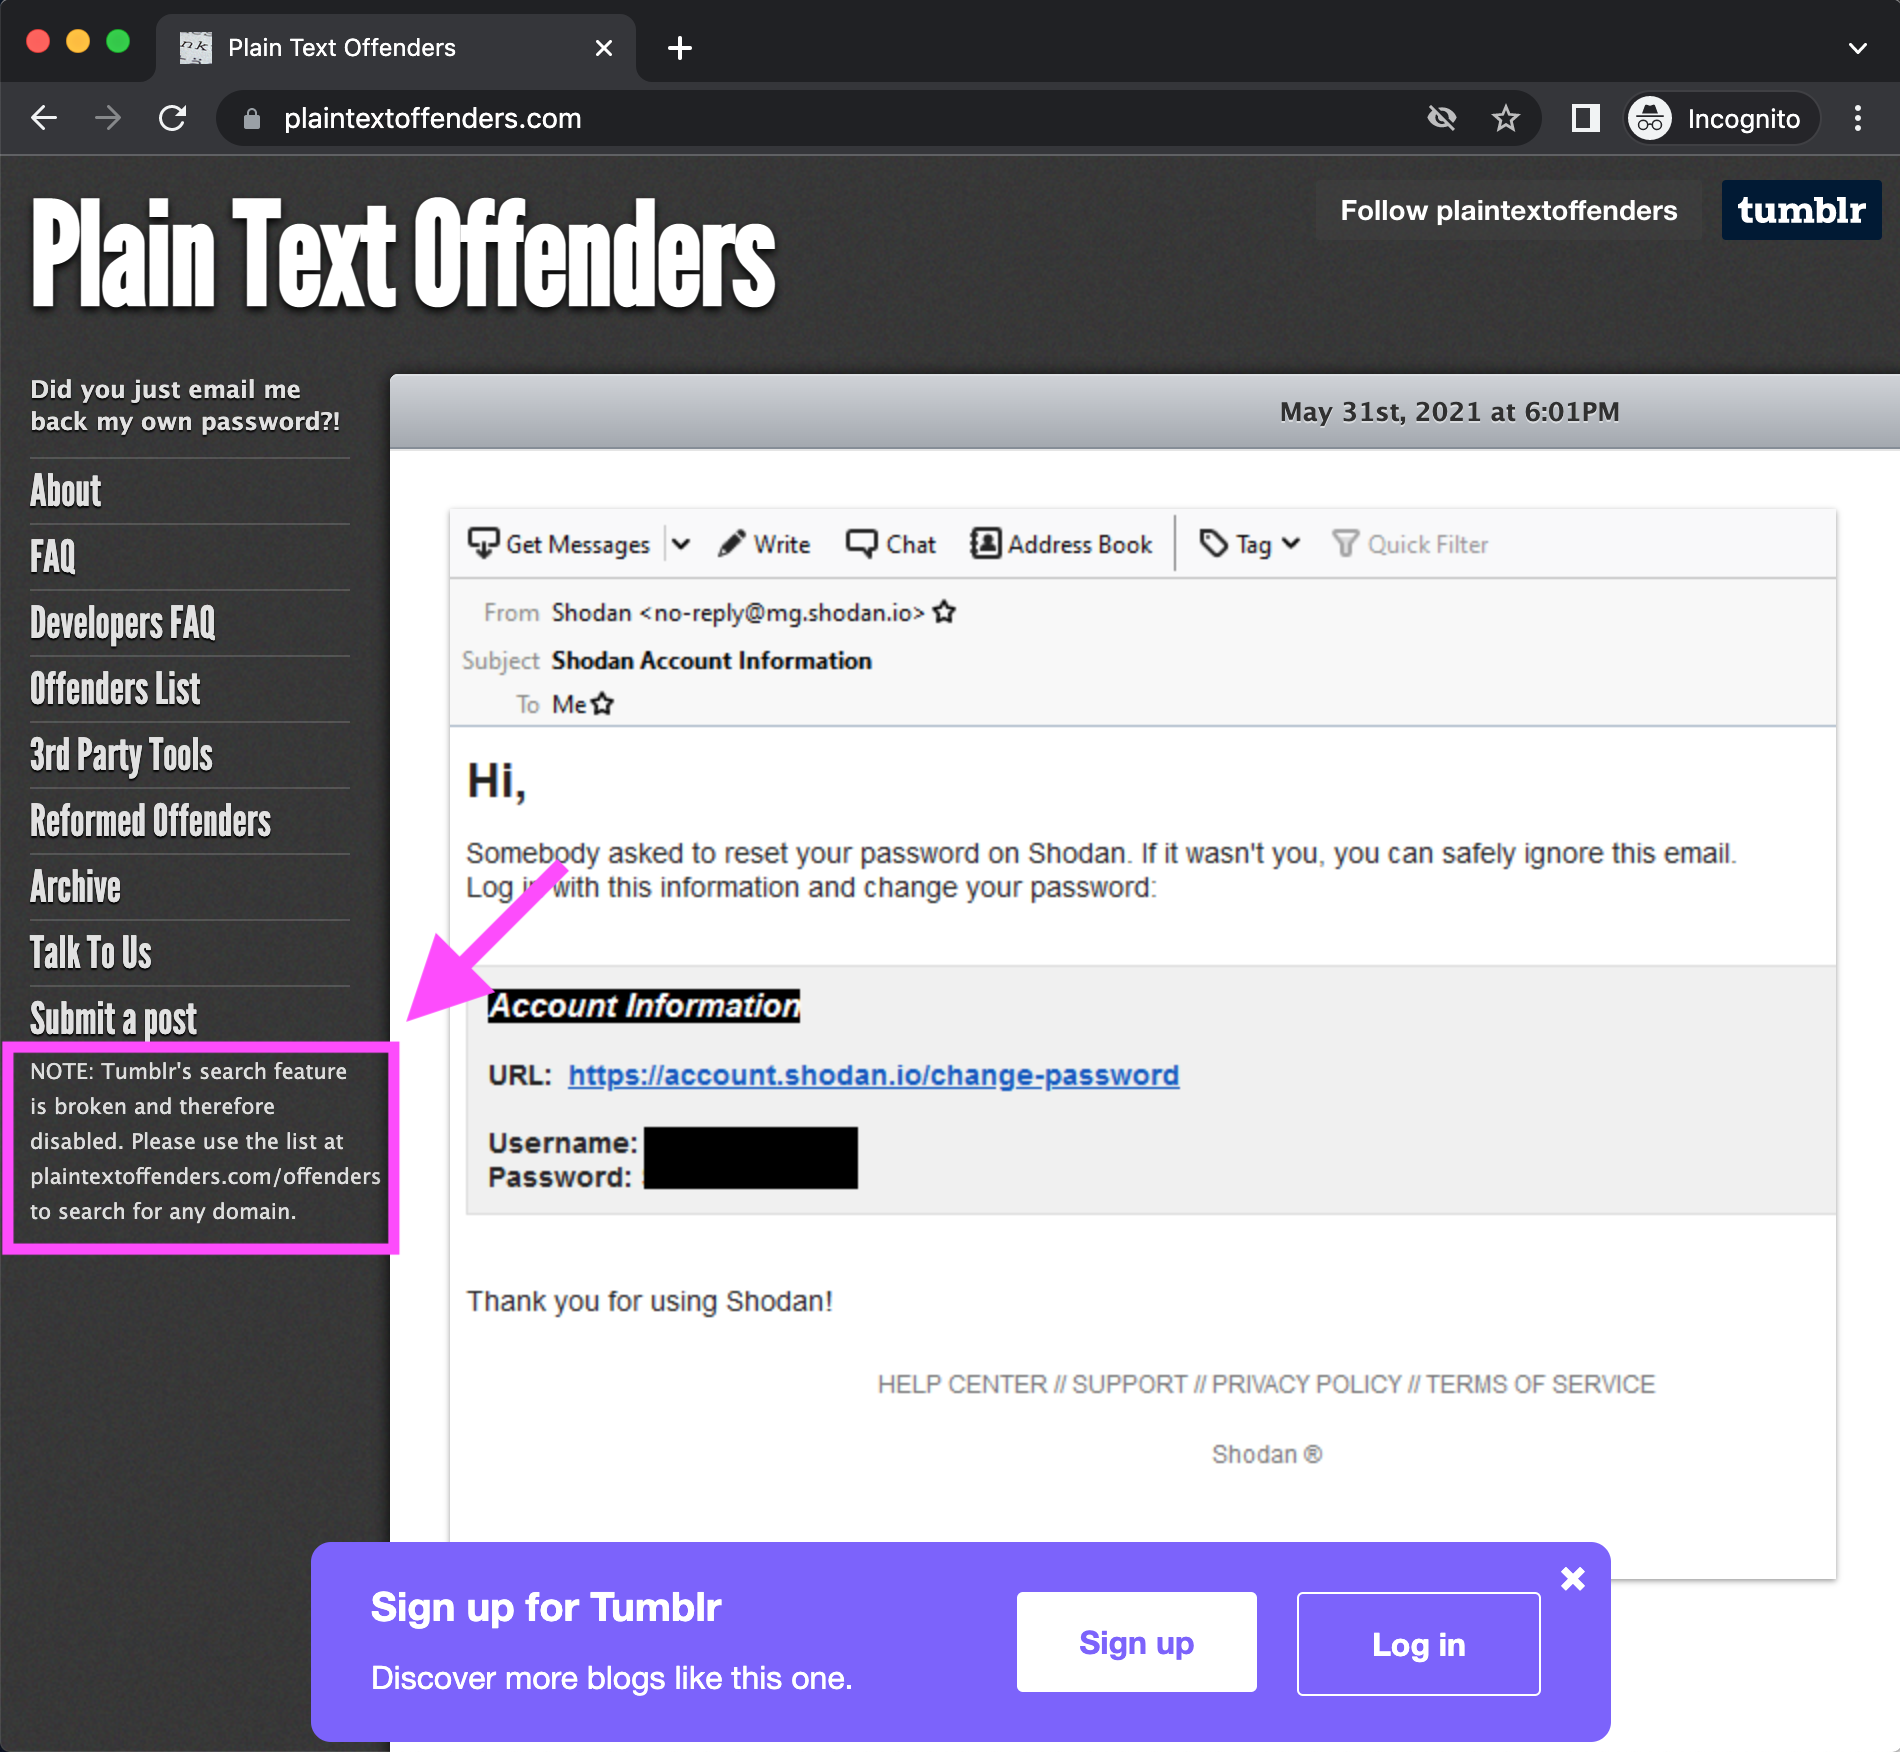 Plain Text Offenders
plaintextoffenders.com
Incognito
Plain Text Offenders
Follow plaintextoffenders
tumblr
Did you just email me
back my own password?!
About
FAQ
Developers FAQ
Offenders List
3rd Party Tools
Reformed Offenders
Archive
Talk To Us
Submit a post
NOTE: Tumblr's search feature
is broken and therefore
disabled. Please use the list at
plaintextoffenders.com/offenders
to search for any domain.
May 31st, 2021 at 6:01PM
Get Messages Write Chat Address Book Tag Quick Filter
From Shodan <no-reply@mg.shodan.io>
Subject Shodan Account Information
To Me
Hi,
Somebody asked to reset your password on Shodan. If it wasn't you, you can safely ignore this email.
Log in with this information and change your password:
Account Information
URL: https://account.shodan.io/change-password
Username:
Password:
Thank you for using Shodan!
HELP CENTER // SUPPORT // PRIVACY POLICY // TERMS OF SERVICE
Shodan ®
Sign up for Tumblr
Discover more blogs like this one.
Sign up
Log in